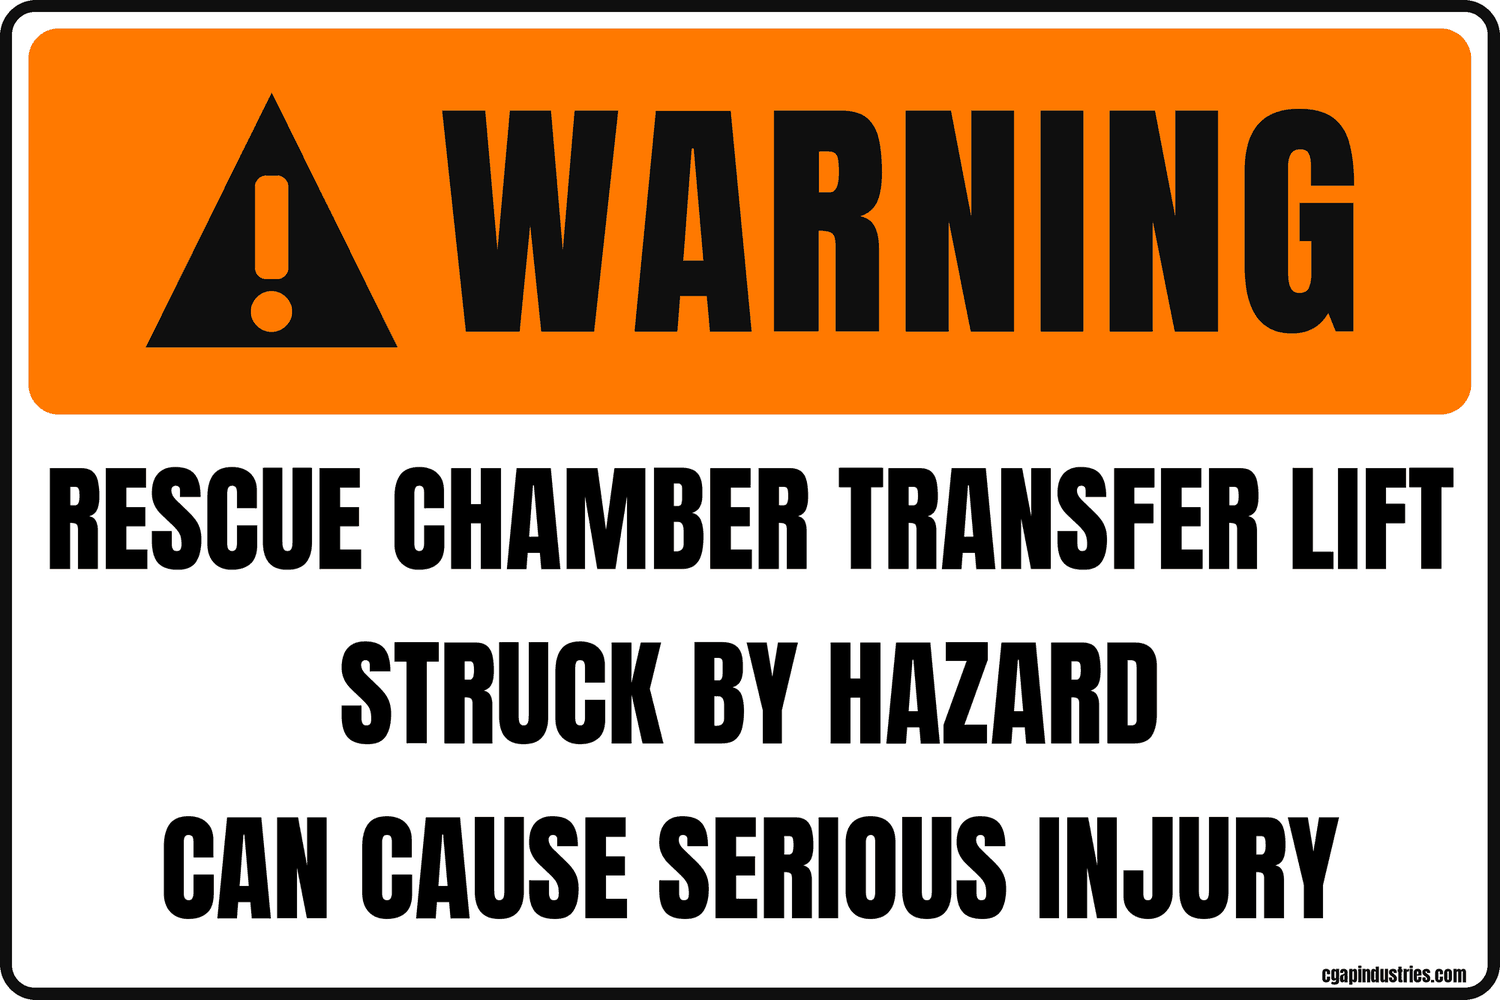 WARNING
RESCUE CHAMBER TRANSFER LIFT
STRUCK BY HAZARD
CAN CAUSE SERIOUS INJURY
cgapindustries.com